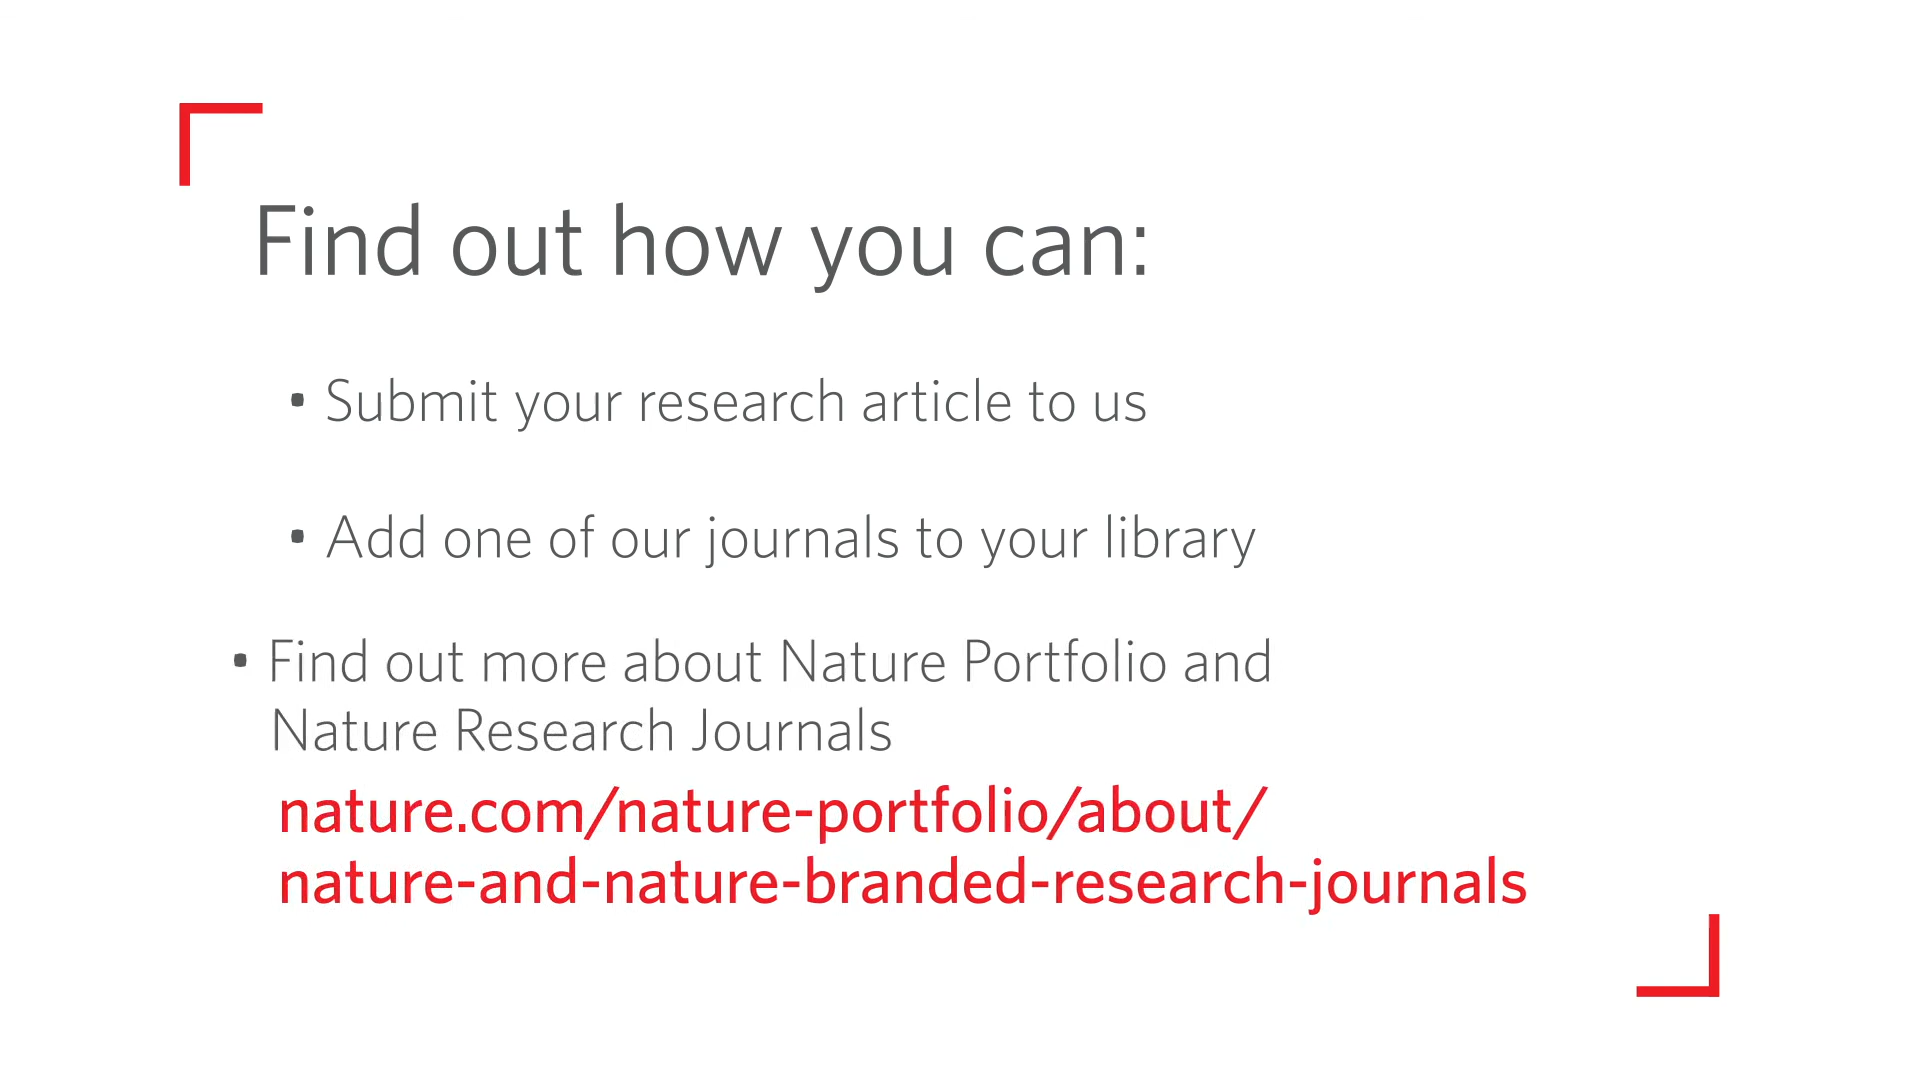 Find out how you can:
• Submit your research article to us
• Add one of our journals to your library
• Find out more about Nature Portfolio and
Nature Research Journals
nature.com/nature-portfolio/about/
nature-and-nature-branded-research-journals